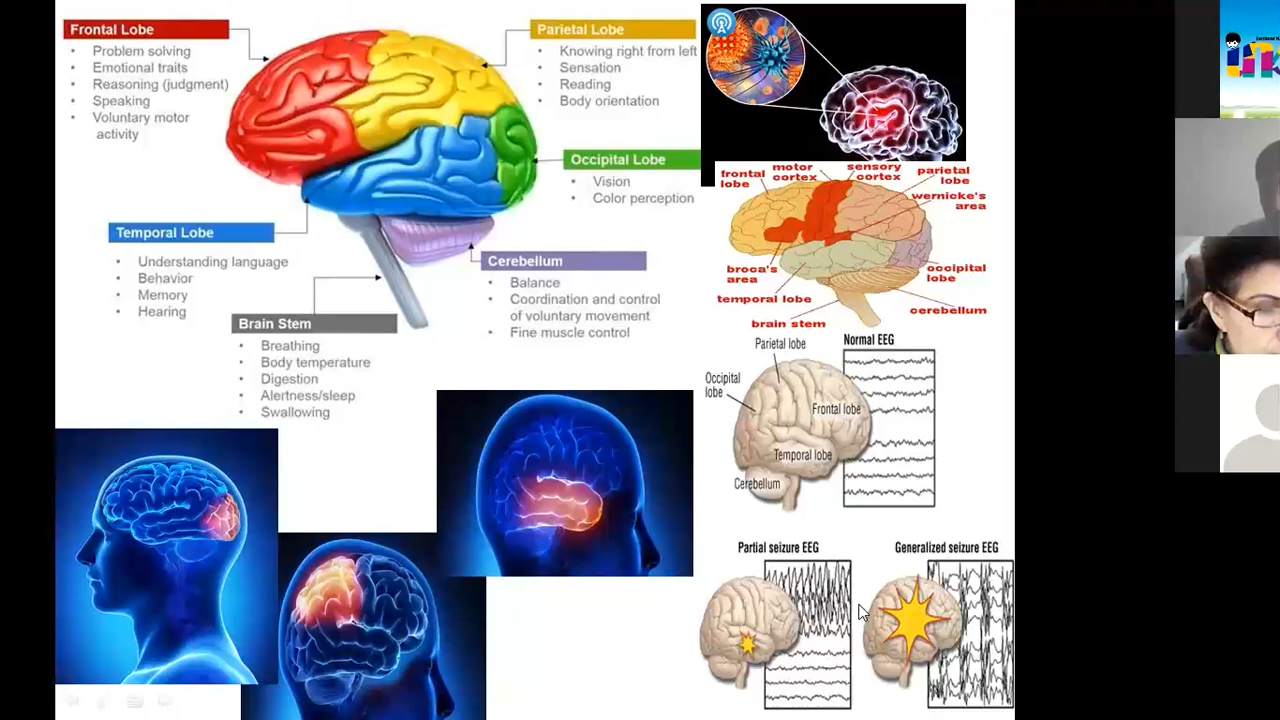 Frontal Lobe
Problem solving
Emotional traits
Reasoning (judgment)
Speaking
Voluntary motor
activity
Parietal Lobe
Knowing right from left
Sensation
Reading
Body orientation
Occipital Lobe
Vision
Color perception
Temporal Lobe
Understanding language
Behavior
Memory
Hearing
Cerebellum
Balance
Coordination and control
of voluntary movement
Fine muscle control
Brain Stem
Breathing
Body temperature
Digestion
Alertness/sleep
Swallowing
frontal
lobe
motor
cortex
sensory
cortex
parietal
lobe
wernicke's
area
broca's
area
occipital
lobe
temporal lobe
cerebellum
brain stem
Normal EEG
Parietal lobe
Occipital
lobe
Frontal lobe
Temporal lobe
Cerebellum
Partial seizure EEG
Generalized seizure EEG